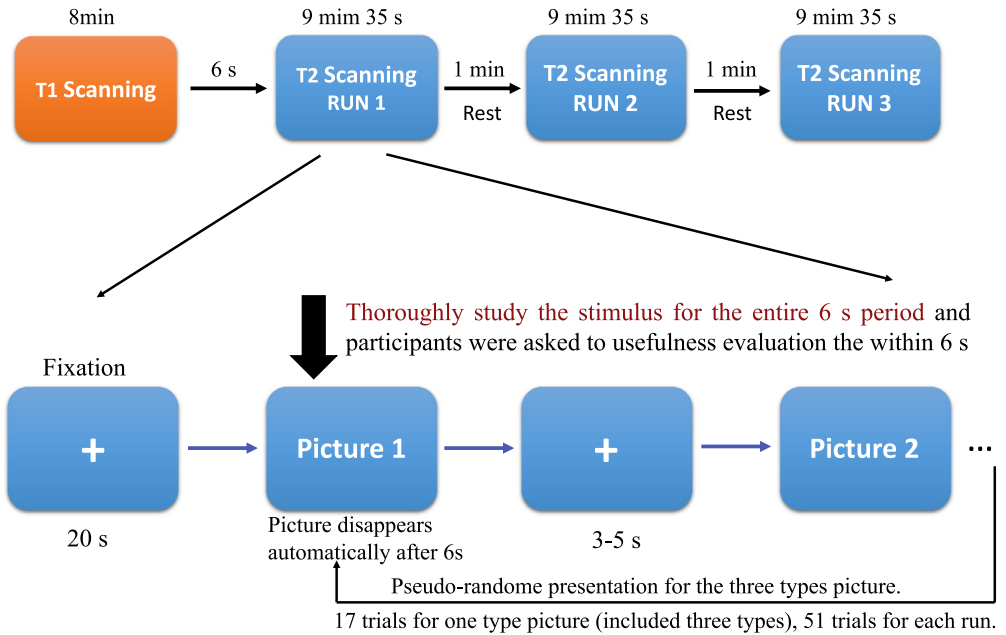 8min
9 mim 35 s
9 mim 35 s
9 mim 35 s
T1 Scanning
6 s
T2 Scanning
RUN 1
1 min
Rest
T2 Scanning
RUN 2
1 min
Rest
T2 Scanning
RUN 3
Thoroughly study the stimulus for the entire 6 s period and
participants were asked to usefulness evaluation the within 6 s
Fixation
+
Picture 1
+
Picture 2
...
20 s
Picture disappears
automatically after 6s
3-5 s
Pseudo-randome presentation for the three types picture.
17 trials for one type picture (included three types), 51 trials for each run.